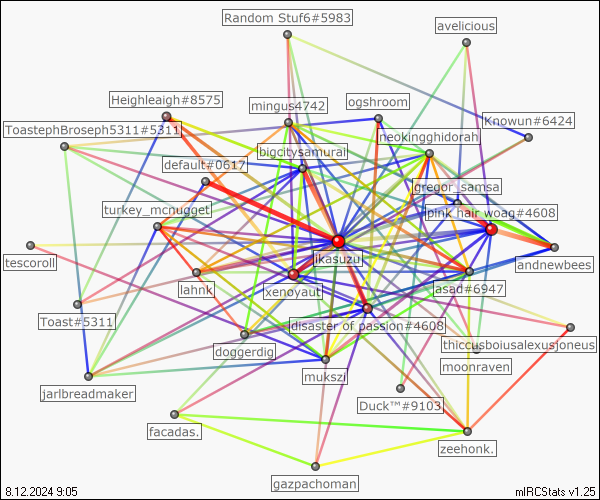 Random Stuf6#5983
avelicious
Heighleaigh#8575
mingus4742
ogshroom
Knowun#6424
ToastephBroseph5311#5311
neokingghidorah
bigcitysamurai
default#0617
gregor_samsa
turkey_mcnugget
pink hair woag#4608
ikasuzu
tescoroll
andnewbees
lahnk
xenoyaut
asad#6947
Toast#5311
disaster of passion#4608
thiccusboiusalexusjoneus
doggerdig
moonraven
mukszi
jarlbreadmaker
Duck™#9103
facadas.
zeehonk.
gazpachoman
8.12.2024 9:05
mIRCStats v1.25